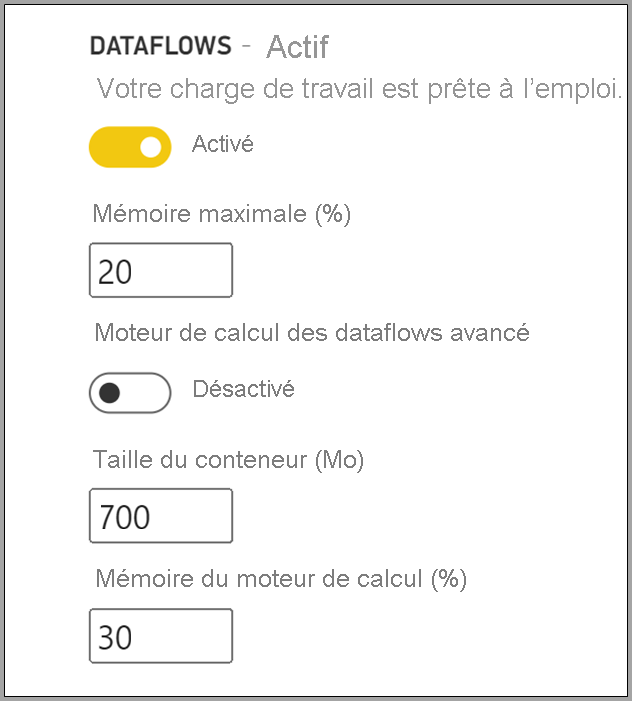 DATAFLOWS - Actif
Votre charge de travail est prête à l’emploi.
Activé
Mémoire maximale (%)
20
Moteur de calcul des dataflows avancé
Désactivé
Taille du conteneur (Mo)
700
Mémoire du moteur de calcul (%)
30